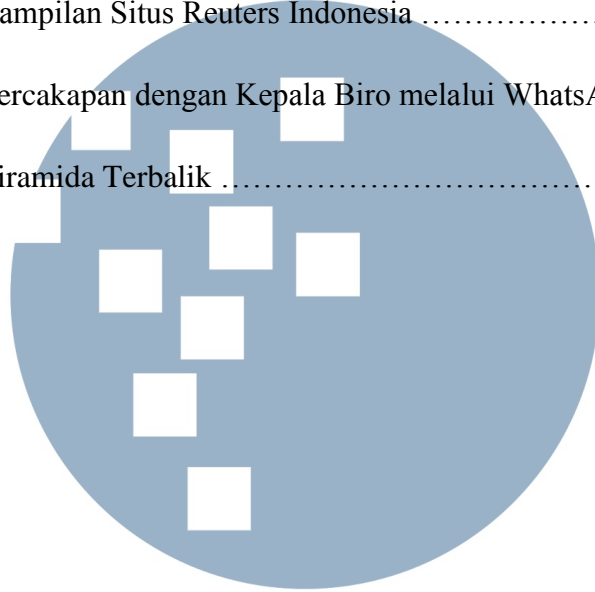 ampilan Situs Reuters Indonesia ………………
ercakapan dengan Kepala Biro melalui WhatsA
iramida Terbalik ………………………………